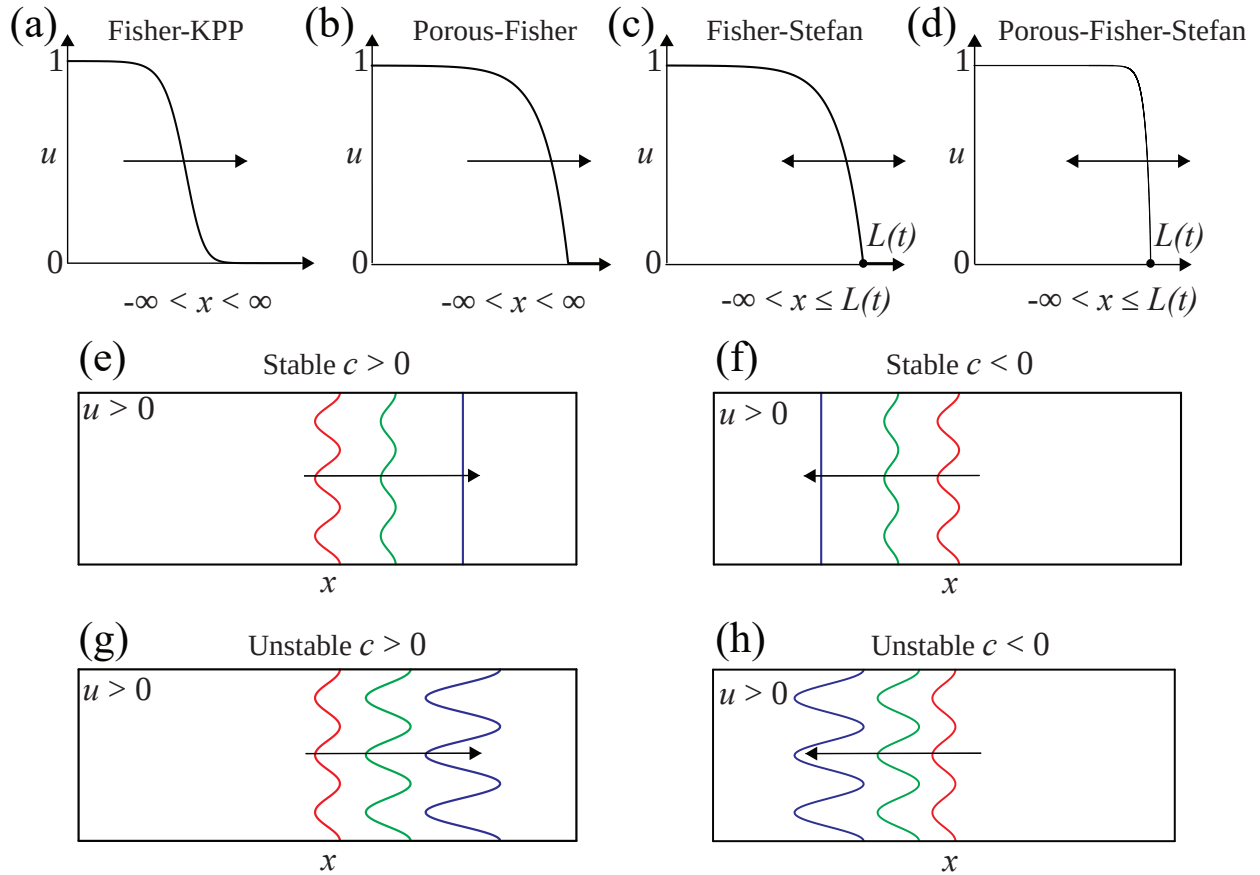 (a) Fisher-KPP
1
u
0
-∞ < x < ∞
(b) Porous-Fisher
1
u
0
-∞ < x < ∞
(c) Fisher-Stefan
1
u
L(t)
0
-∞ < x ≤ L(t)
(d) Porous-Fisher-Stefan
1
u
L(t)
0
-∞ < x ≤ L(t)
(e) Stable c > 0
u > 0
x
(f) Stable c < 0
u > 0
x
(g) Unstable c > 0
u > 0
x
(h) Unstable c < 0
u > 0
x